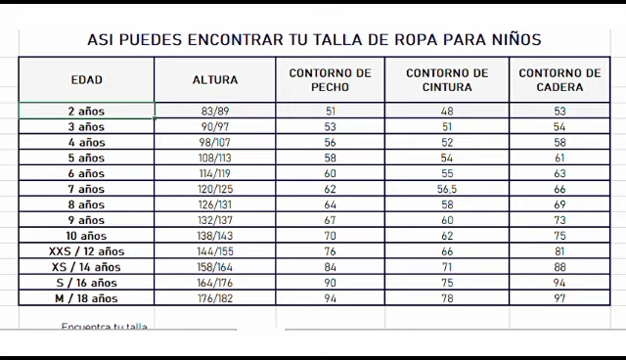 ASI PUEDES ENCONTRAR TU TALLA DE ROPA PARA NIÑOS
EDAD ALTURA CONTORNO DE PECHO CONTORNO DE CINTURA CONTORNO DE CADERA
2 años 83/89 51 48 53
3 años 90/97 53 51 54
4 años 98/107 56 52 58
5 años 108/113 58 54 61
6 años 114/119 60 55 63
7 años 120/125 62 56,5 66
8 años 126/131 64 58 69
9 años 132/137 67 60 73
10 años 138/143 70 62 75
XXS / 12 años 144/155 76 66 81
XS / 14 años 158/164 84 71 88
S / 16 años 164/176 90 75 94
M / 18 años 176/182 94 78 97
Encuentra tu talla